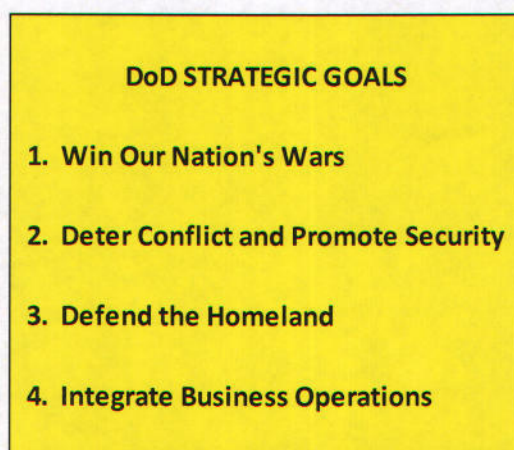 DoD STRATEGIC GOALS
1. Win Our Nation's Wars
2. Deter Conflict and Promote Security
3. Defend the Homeland
4. Integrate Business Operations